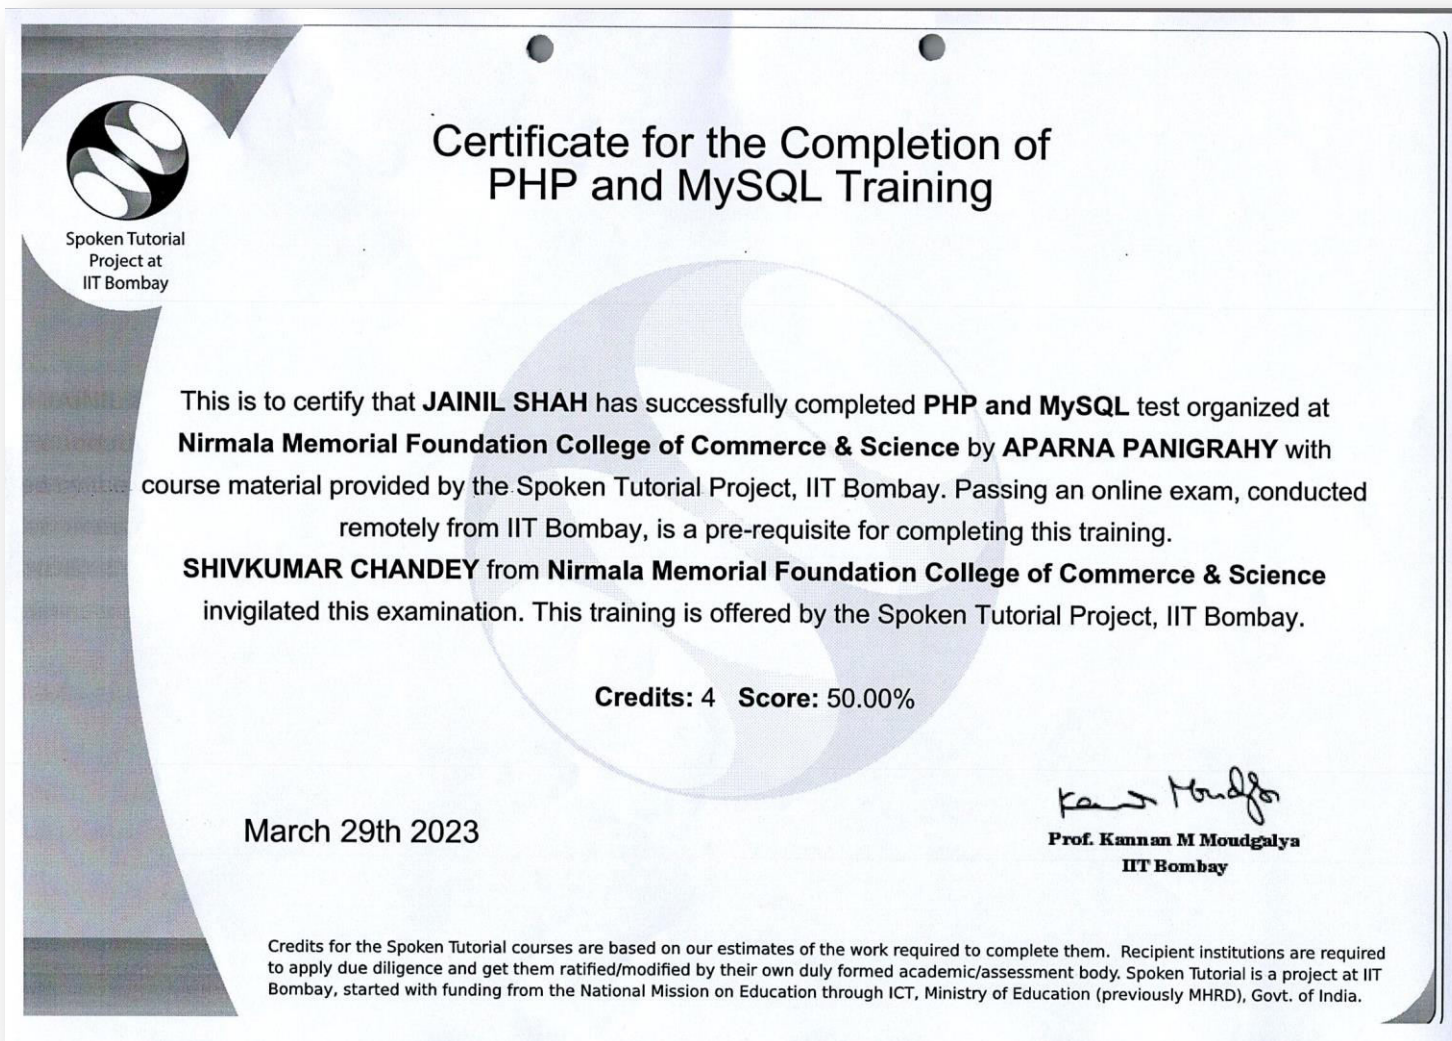 Spoken Tutorial
Project at
IIT Bombay
Certificate for the Completion of
PHP and MySQL Training
This is to certify that JAINIL SHAH has successfully completed PHP and MySQL test organized at
Nirmala Memorial Foundation College of Commerce & Science by APARNA PANIGRAHY with
course material provided by the Spoken Tutorial Project, IIT Bombay. Passing an online exam, conducted
remotely from IIT Bombay, is a pre-requisite for completing this training.
SHIVKUMAR CHANDEY from Nirmala Memorial Foundation College of Commerce & Science
invigilated this examination. This training is offered by the Spoken Tutorial Project, IIT Bombay.
Credits: 4 Score: 50.00%
March 29th 2023
Prof. Kannan M Moudgalya
IIT Bombay
Credits for the Spoken Tutorial courses are based on our estimates of the work required to complete them. Recipient institutions are required
to apply due diligence and get them ratified/modified by their own duly formed academic/assessment body. Spoken Tutorial is a project at IIT
Bombay, started with funding from the National Mission on Education through ICT, Ministry of Education (previously MHRD), Govt. of India.